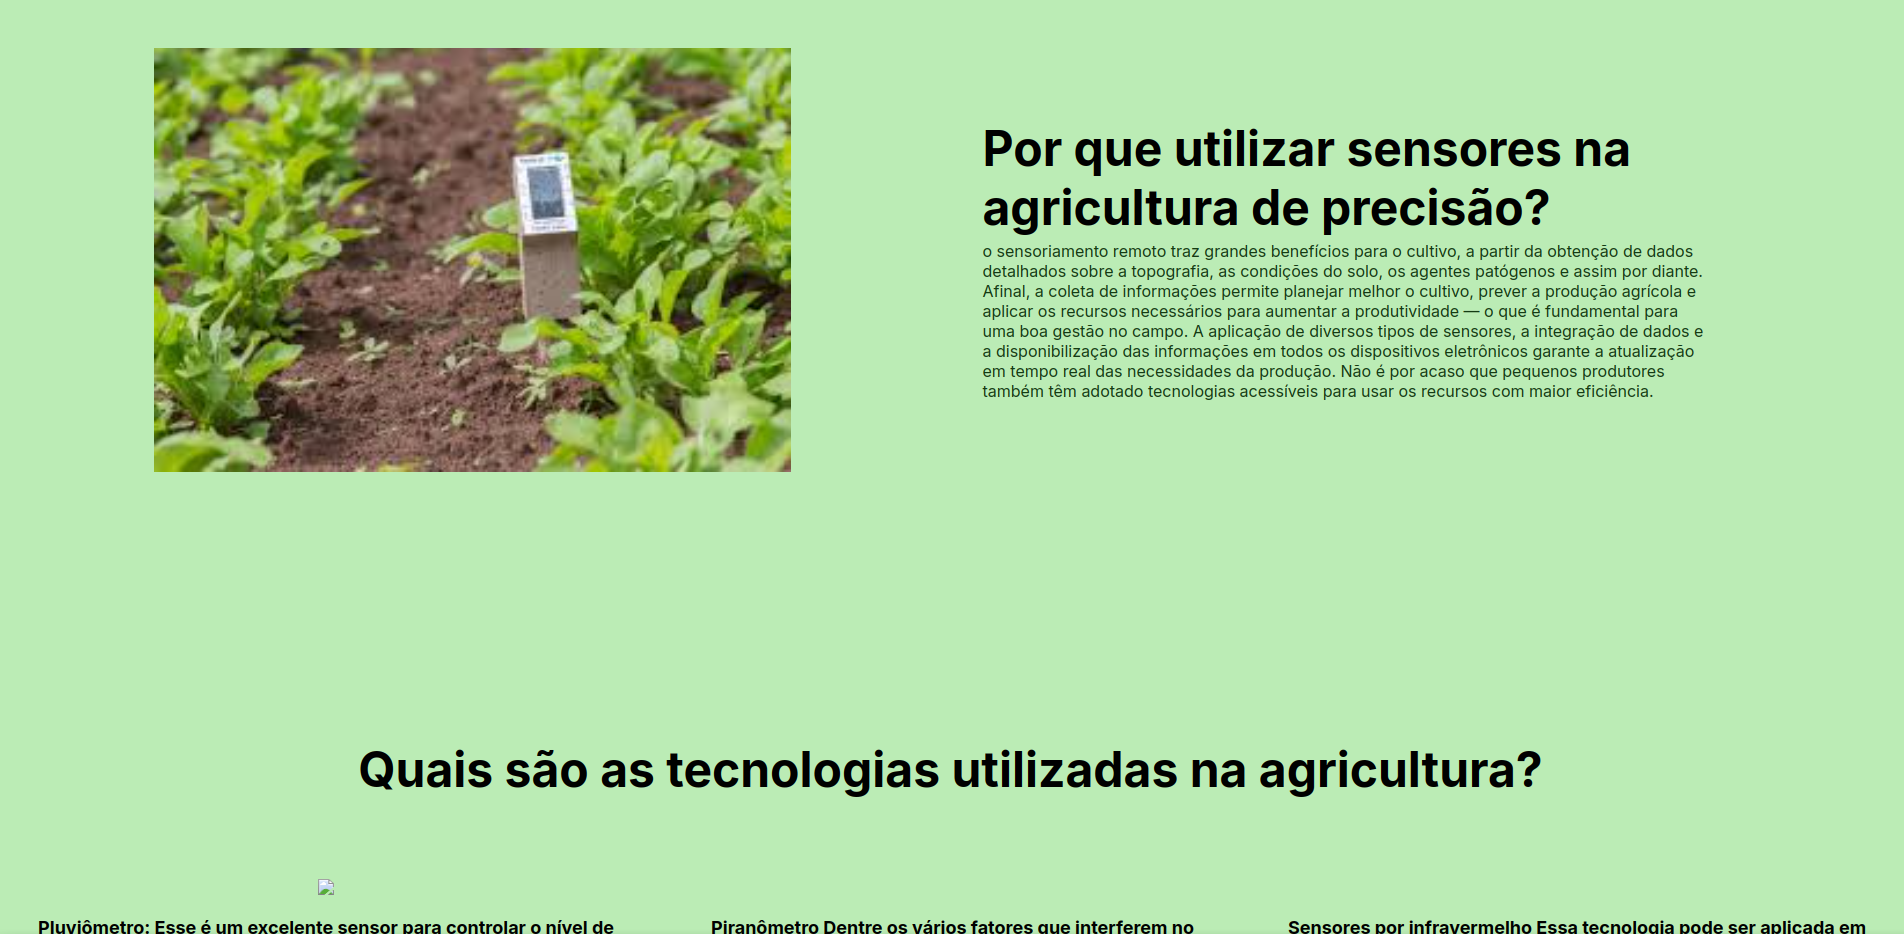 Por que utilizar sensores na
agricultura de precisão?
o sensoriamento remoto traz grandes benefícios para o cultivo, a partir da obtenção de dados
detalhados sobre a topografia, as condições do solo, os agentes patógenos e assim por diante.
Afinal, a coleta de informações permite planejar melhor o cultivo, prever a produção agrícola e
aplicar os recursos necessários para aumentar a produtividade — o que é fundamental para
uma boa gestão no campo. A aplicação de diversos tipos de sensores, a integração de dados e
a disponibilização das informações em todos os dispositivos eletrônicos garante a atualização
em tempo real das necessidades da produção. Não é por acaso que pequenos produtores
também têm adotado tecnologias acessíveis para usar os recursos com maior eficiência.
Quais são as tecnologias utilizadas na agricultura?
Pluviômetro: Esse é um excelente sensor para controlar o nível de
Piranômetro Dentre os vários fatores que interferem no
Sensores por infravermelho Essa tecnologia pode ser aplicada em